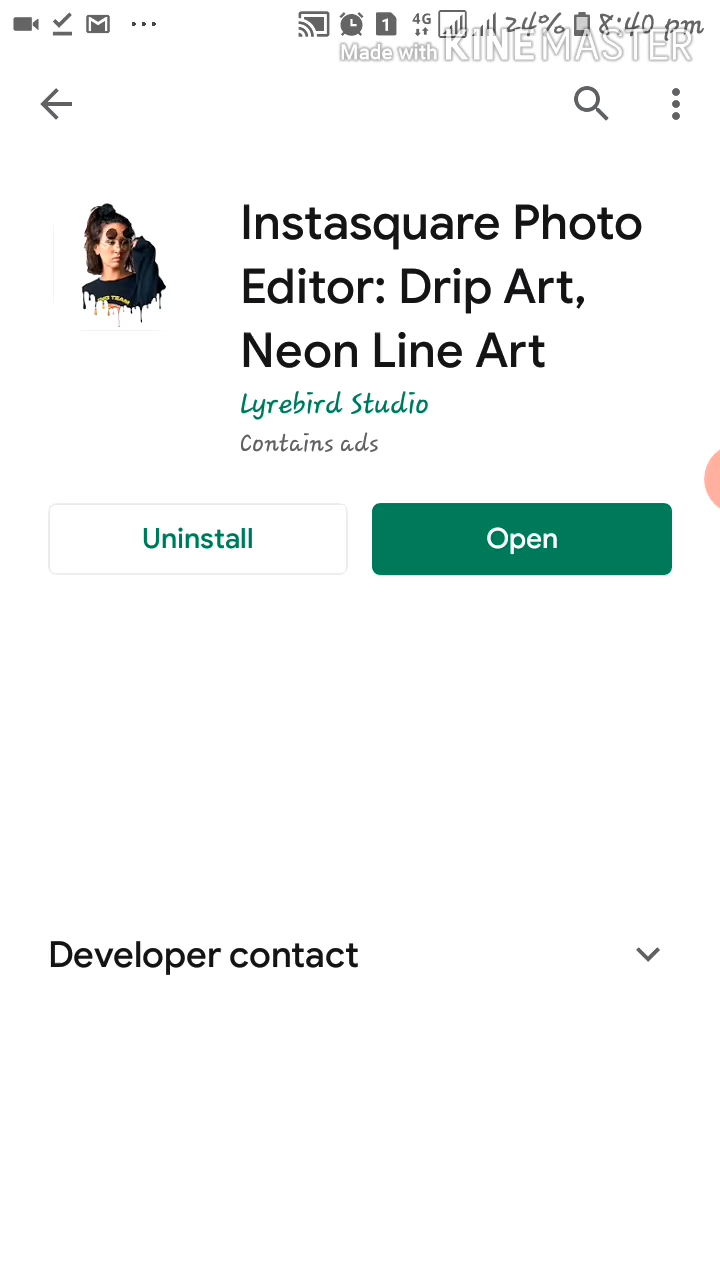 4G 24% 8:40 pm
1
Made with KINEMASTER
Instasquare Photo
Editor: Drip Art,
Neon Line Art
Lyrebird Studio
Contains ads
Uninstall
Open
Developer contact